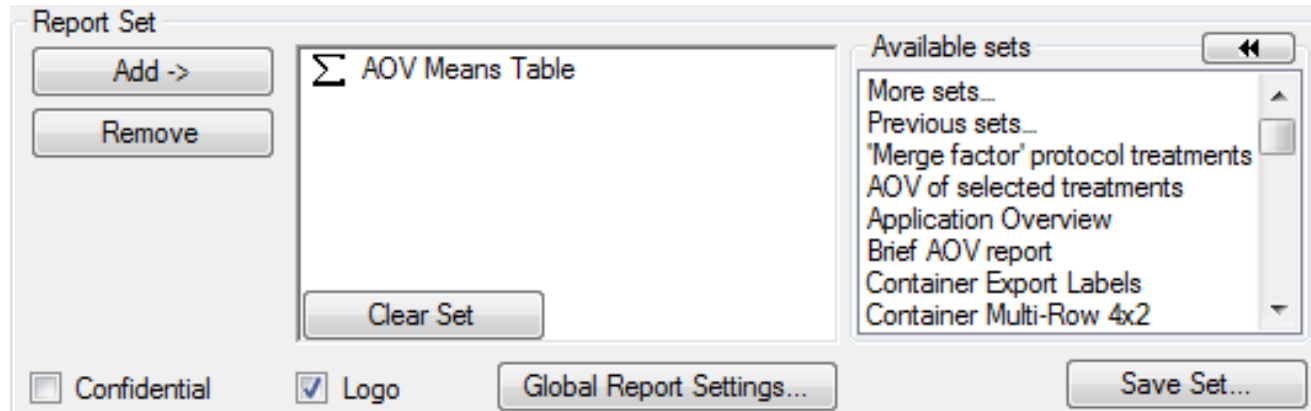 Report Set
Add ->
Remove
Σ AOV Means Table
Clear Set
Available sets
More sets...
Previous sets...
'Merge factor' protocol treatments
AOV of selected treatments
Application Overview
Brief AOV report
Container Export Labels
Container Multi-Row 4x2
Confidential
Logo
Global Report Settings...
Save Set...